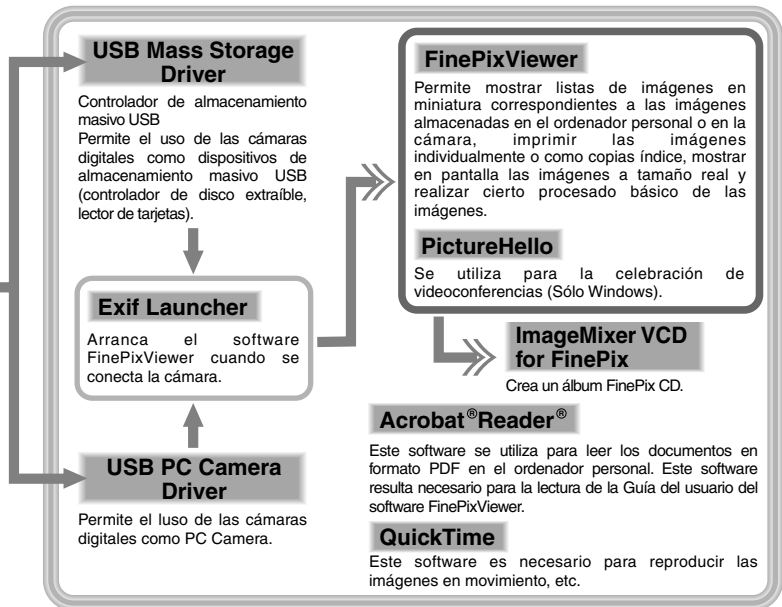 USB Mass Storage
Driver
Controlador de almacenamiento
masivo USB
Permite el uso de las cámaras
digitales como dispositivos de
almacenamiento masivo USB
(controlador de disco extraíble,
lector de tarjetas).
Exif Launcher
Arranca el software
FinePixViewer cuando se
conecta la cámara.
USB PC Camera
Driver
Permite el luso de las cámaras
digitales como PC Camera.
FinePixViewer
Permite mostrar listas de imágenes en
miniatura correspondientes a las imágenes
almacenadas en el ordenador personal o en la
cámara, imprimir las imágenes
individualmente o como copias índice, mostrar
en pantalla las imágenes a tamaño real y
realizar cierto procesado básico de las
imágenes.
PictureHello
Se utiliza para la celebración de
videoconferencias (Sólo Windows).
ImageMixer VCD
for FinePix
Crea un álbum FinePix CD.
Acrobat®Reader®
Este software se utiliza para leer los documentos en
formato PDF en el ordenador personal. Este software
resulta necesario para la lectura de la Guía del usuario del
software FinePixViewer.
QuickTime
Este software es necesario para reproducir las
imágenes en movimiento, etc.